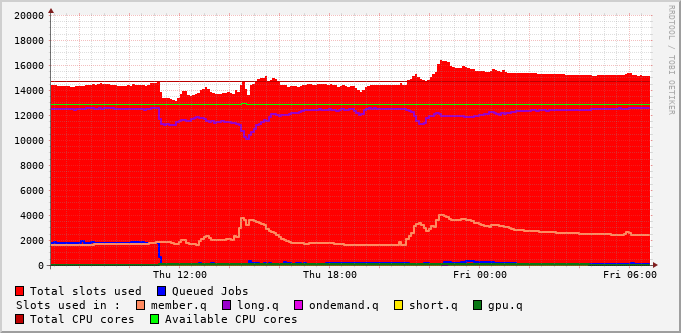 20000
18000
16000
14000
12000
10000
8000
6000
4000
2000
0
Thu 12:00 Thu 18:00 Fri 00:00 Fri 06:00
RRDTOOL / TOBI OETIKER
Total slots used Queued Jobs
Slots used in : member.q long.q ondemand.q short.q gpu.q
Total CPU cores Available CPU cores